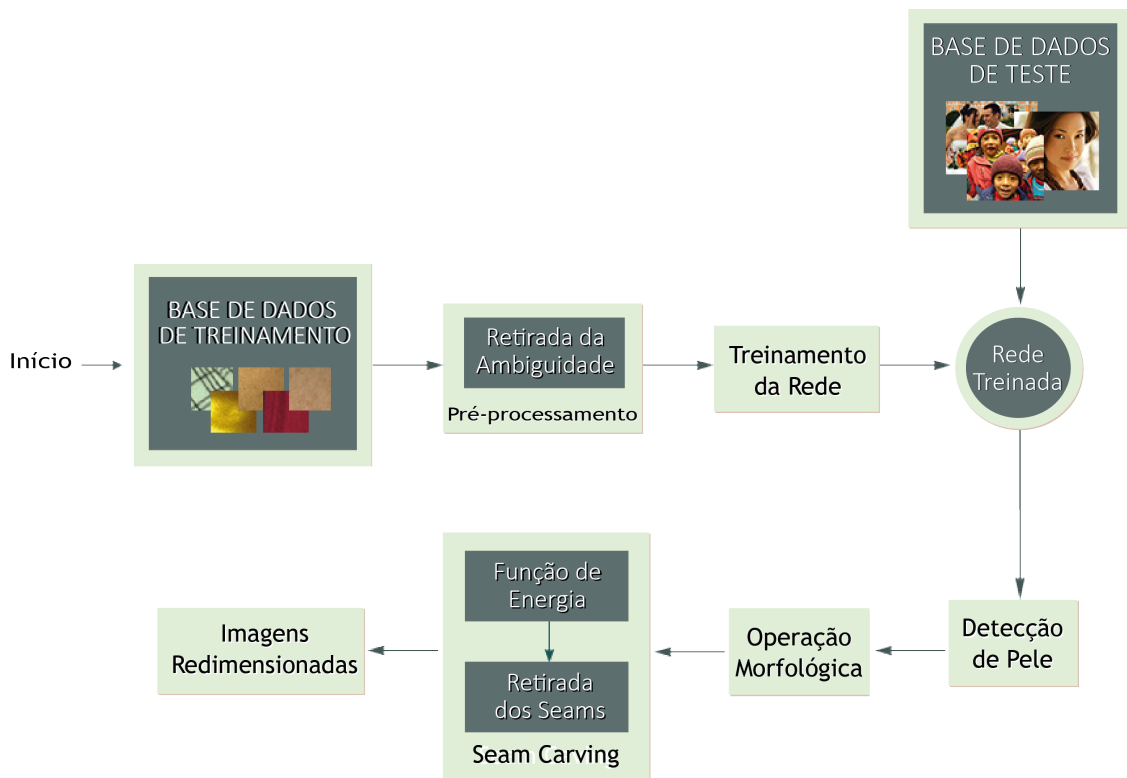 BASE DE DADOS
DE TESTE
Início
BASE DE DADOS
DE TREINAMENTO
Retirada da
Ambiguidade
Pré-processamento
Treinamento
da Rede
Rede
Treinada
Detecção
de Pele
Operação
Morfológica
Função de
Energia
Retirada
dos Seams
Seam Carving
Imagens
Redimensionadas